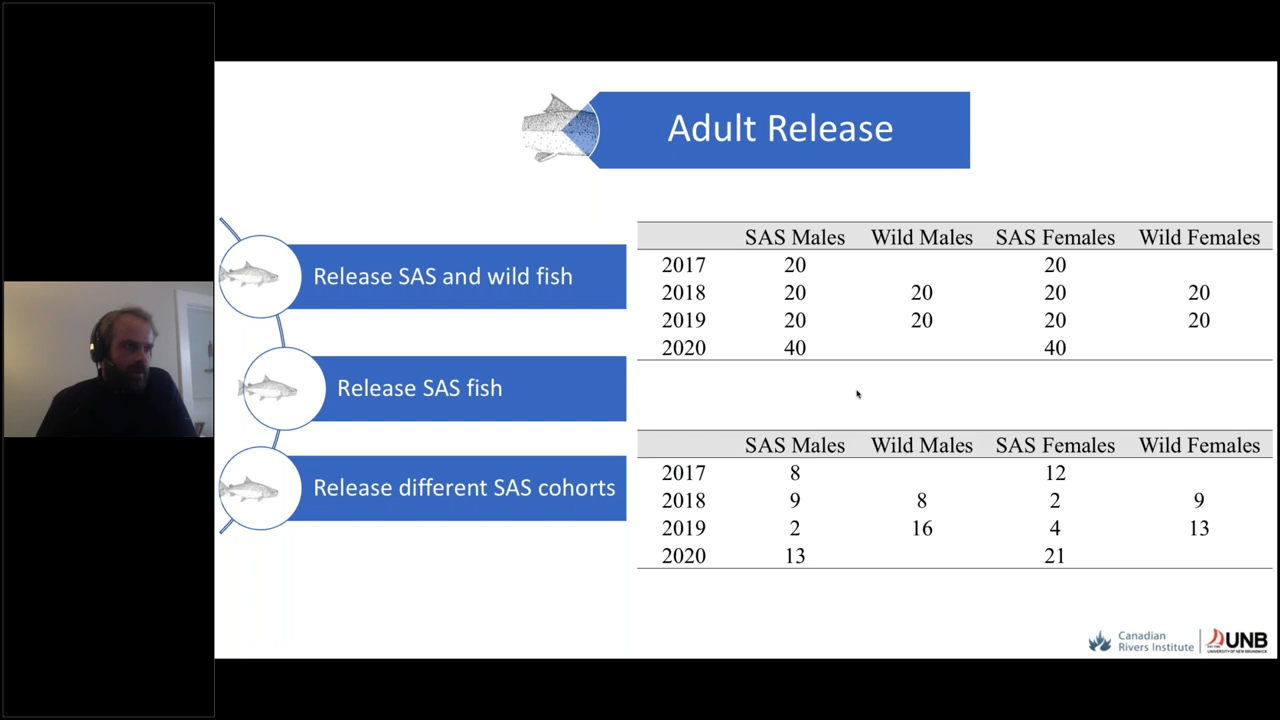 Adult Release
Release SAS and wild fish
Release SAS fish
Release different SAS cohorts
SAS Males Wild Males SAS Females Wild Females
2017 20 20
2018 20 20 20 20
2019 20 20 20 20
2020 40 40
SAS Males Wild Males SAS Females Wild Females
2017 8 12
2018 9 8 2 9
2019 2 16 4 13
2020 13 21
Canadian
Rivers Institute
UNB
UNIVERSITY OF NEW BRUNSWICK